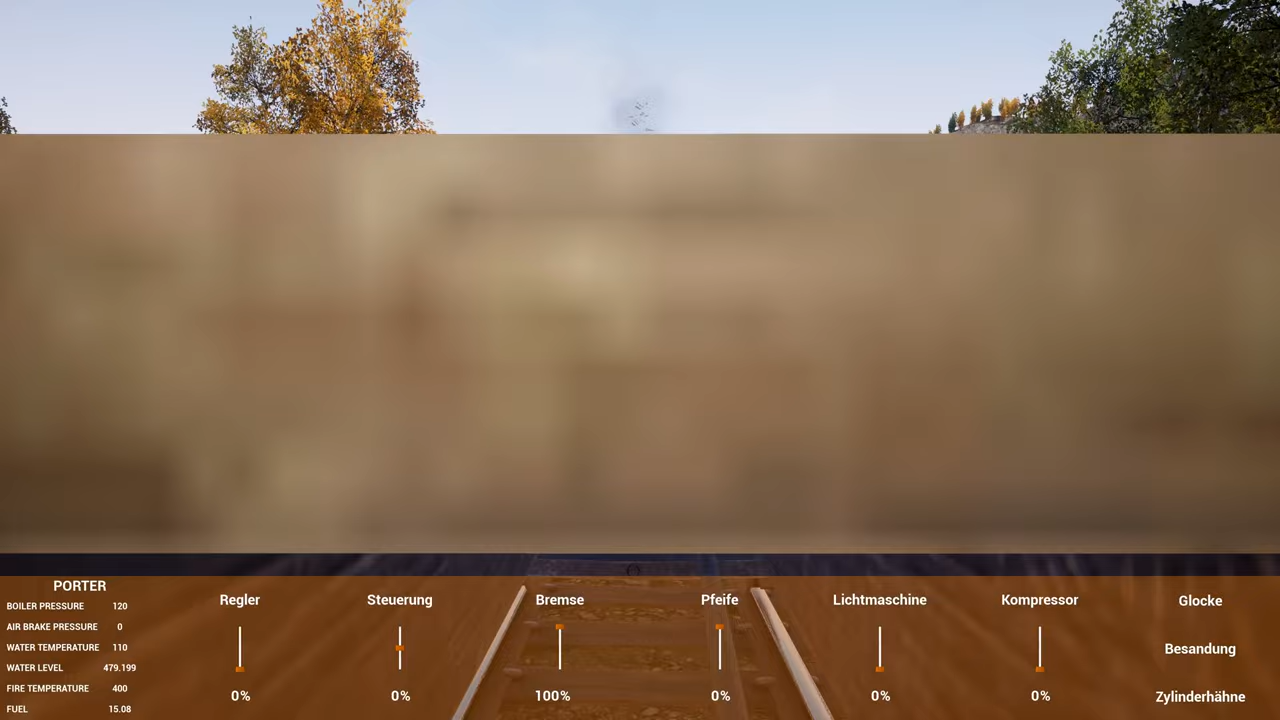 PORTER
BOILER PRESSURE 120
AIR BRAKE PRESSURE 0
WATER TEMPERATURE 110
WATER LEVEL 479.199
FIRE TEMPERATURE 400
FUEL 15.08
Regler
0%
Steuerung
0%
Bremse
100%
Pfeife
0%
Lichtmaschine
0%
Kompressor
0%
Glocke
Besandung
Zylinderhähne